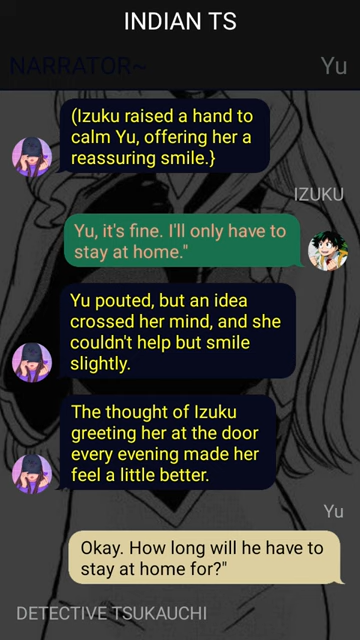 INDIAN TS
NARRATOR~
Yu
(Izuku raised a hand to
calm Yu, offering her a
reassuring smile.}
IZUKU
Yu, it's fine. I'll only have to
stay at home."
Yu pouted, but an idea
crossed her mind, and she
couldn't help but smile
slightly.
The thought of Izuku
greeting her at the door
every evening made her
feel a little better.
Yu
Okay. How long will he have to
stay at home for?"
DETECTIVE TSUKAUCHI